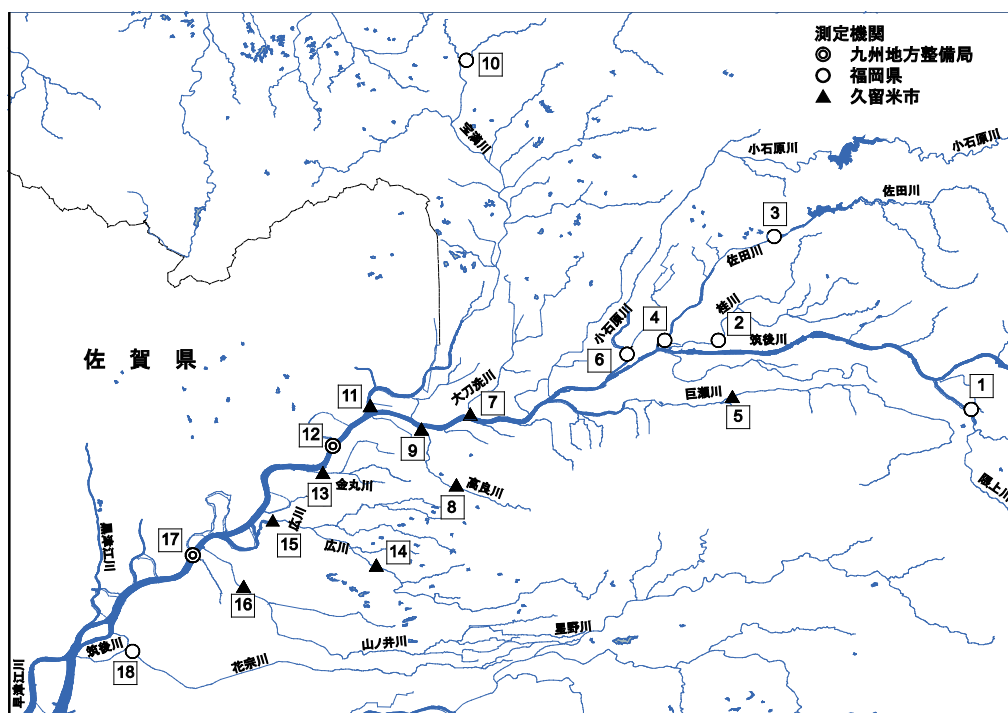 測定機関
◎ 九州地方整備局
○ 福岡県
▲ 久留米市
10
宝満川
小石原川
小石原川
佐田川
3
佐田川
桂川
小石原川
4
2
筑後川
6
佐賀県
大刀洗川
巨瀬川
1
11
7
5
12
9
13
金丸川
高良川
8
隈上川
黒津江川
広川
17
15
広川
14
16
星野川
山ノ井川
筑後川
18
花宗川
早津江川